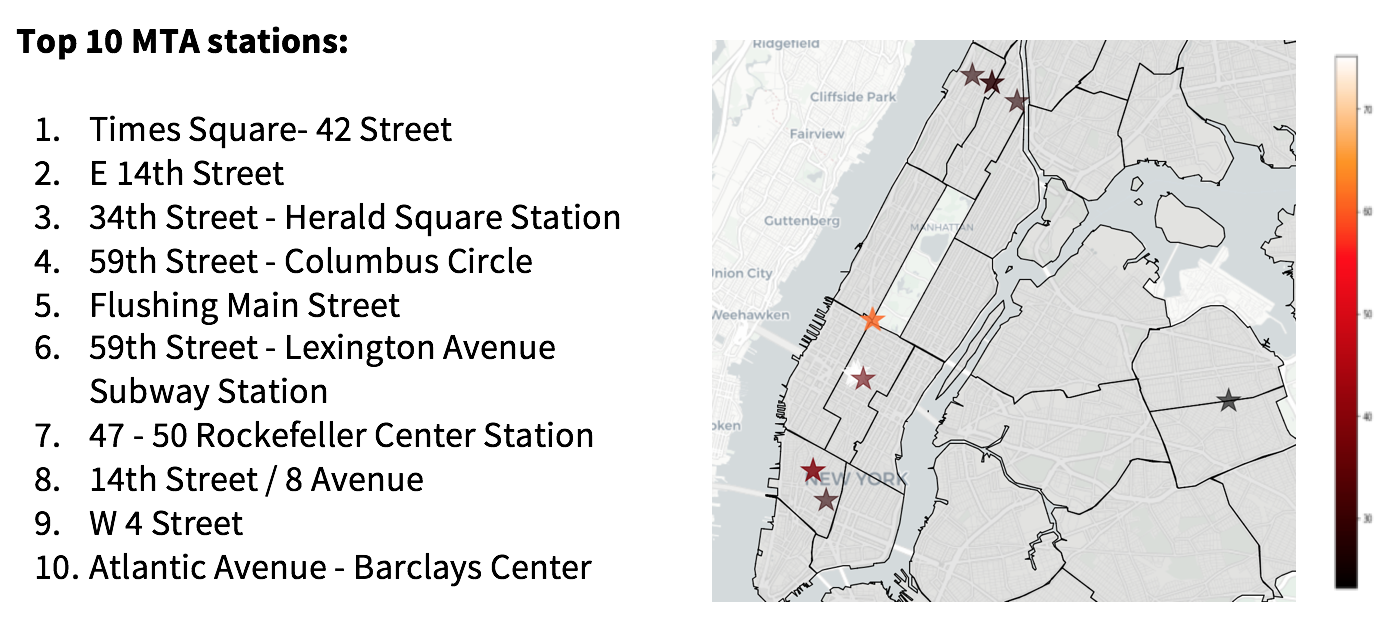 Top 10 MTA stations:
1. Times Square- 42 Street
2. E 14th Street
3. 34th Street - Herald Square Station
4. 59th Street - Columbus Circle
5. Flushing Main Street
6. 59th Street - Lexington Avenue
Subway Station
7. 47 - 50 Rockefeller Center Station
8. 14th Street / 8 Avenue
9. W 4 Street
10. Atlantic Avenue - Barclays Center
Ridgefield
Cliffside Park
Fairview
Guttenberg
MANHATTAN
Union City
Weehawken
oken
NEW YORK
70
60
50
40
30